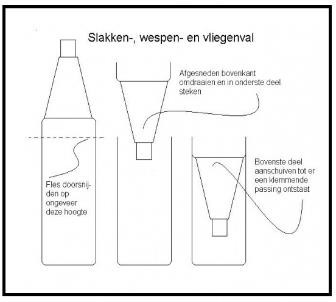 Slakken-, wespen- en vliegenval
Afgesneden bovenkant
omdraaien en in onderste deel
steken
Fles doorsnij-
den op
ongeveer
deze hoogte
Bovenste deel
aanschuiven tot er
een klemmende
passing ontstaat